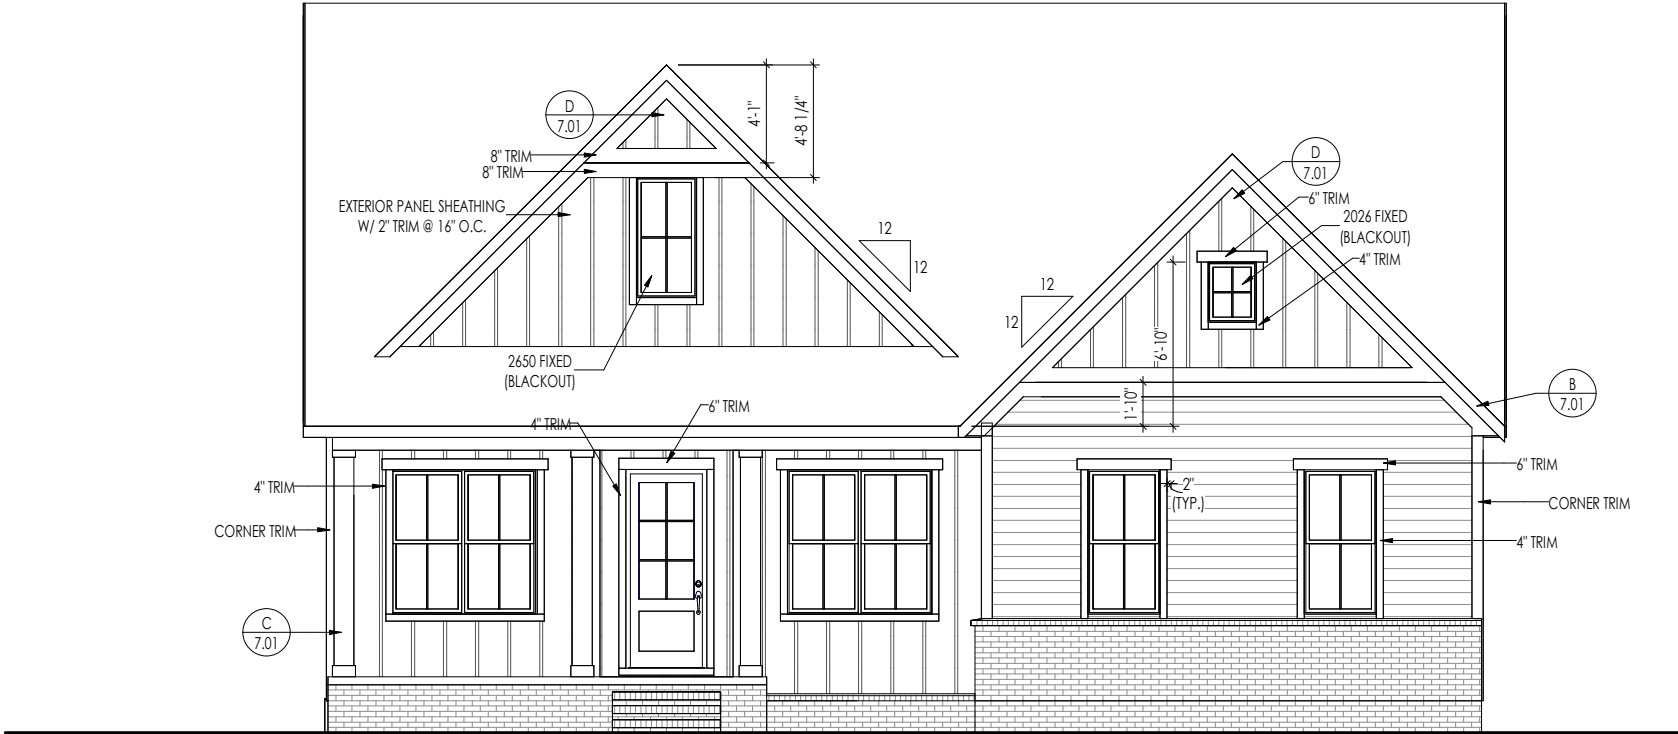 D
7.01
4'-1"
4'-8 1/4"
8" TRIM
8" TRIM
EXTERIOR PANEL SHEATHING
W/ 2" TRIM @ 16" O.C.
12
12
2650 FIXED
(BLACKOUT)
D
7.01
6" TRIM
2026 FIXED
(BLACKOUT)
4" TRIM
12
12
6'-10"
1'-10"
B
7.01
4" TRIM
6" TRIM
4" TRIM
CORNER TRIM
2"
(TYP.)
6" TRIM
CORNER TRIM
4" TRIM
C
7.01